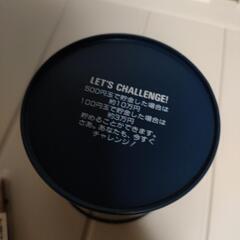 LET'S CHALLENGE!
500円玉で貯金した場合は
約10万円
100円玉で貯金した場合は
約3万円
貯めることができます。
さあ、あなたも、今すぐ
チャレンジ！